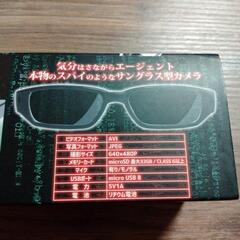 気分はさながらエージェント
本物のスパイのようなサングラス型カメラ
ビデオフォーマット AVI
写真フォーマット JPEG
撮影サイズ 640x480P
メモリーカード microSD 最大32GB / CLASS 6以上
マイク 有り/モノラル
USBポート micro USB B
電力 5V1A
電池 リチウム電池